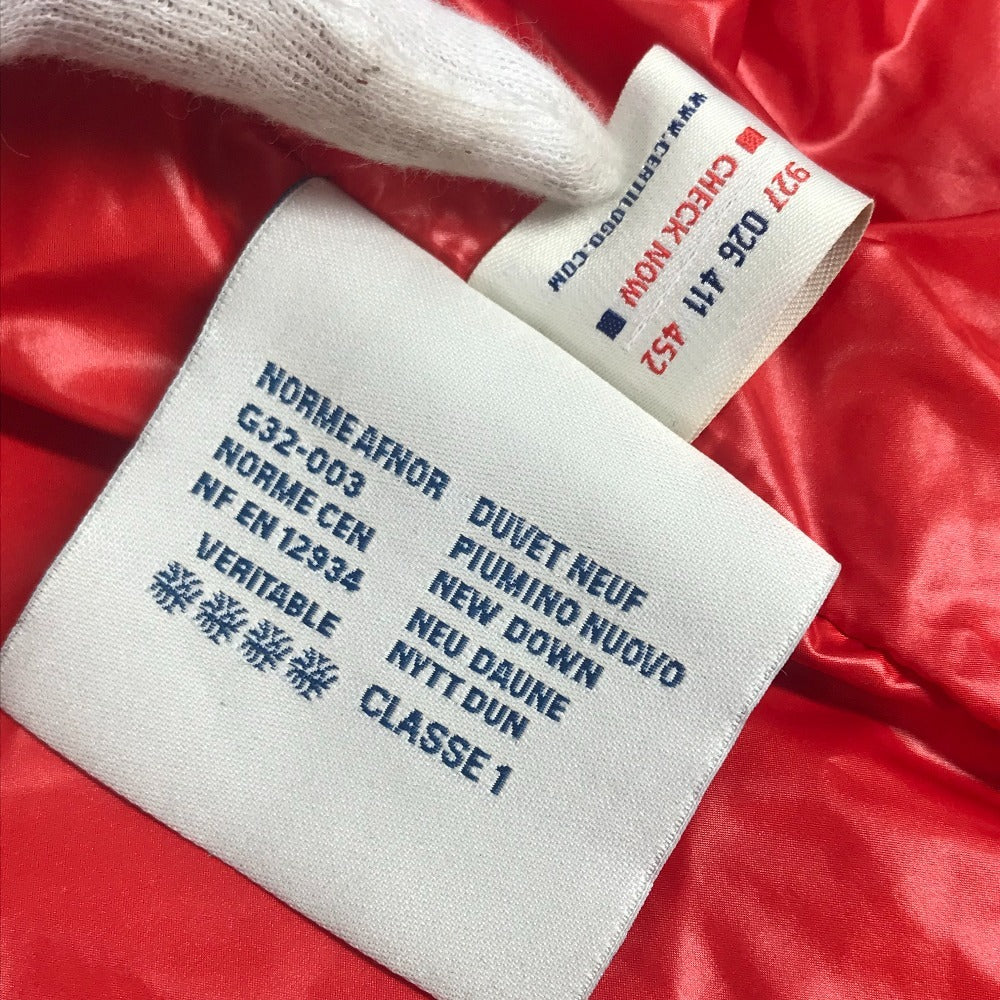 WWW.CERTILOGO.COM
CHECK NOW
927 026 411 452
NORME AFNOR
G32-003
NORME CEN
NF EN 12934
VERITABLE
DUVET NEUF
PIUMINO NUOVO
NEW DOWN
NEU DAUNE
NYTT DUN
CLASSE 1